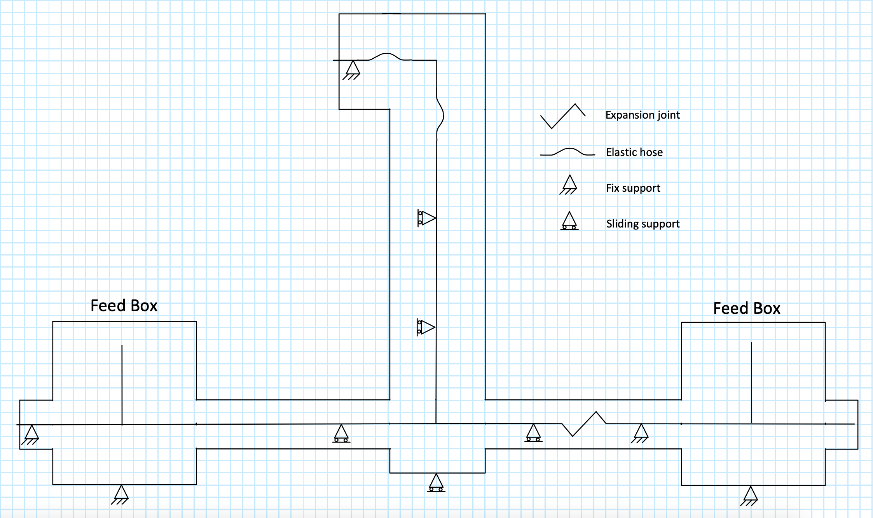 Expansion joint
Elastic hose
Fix support
Sliding support
Feed Box
Feed Box